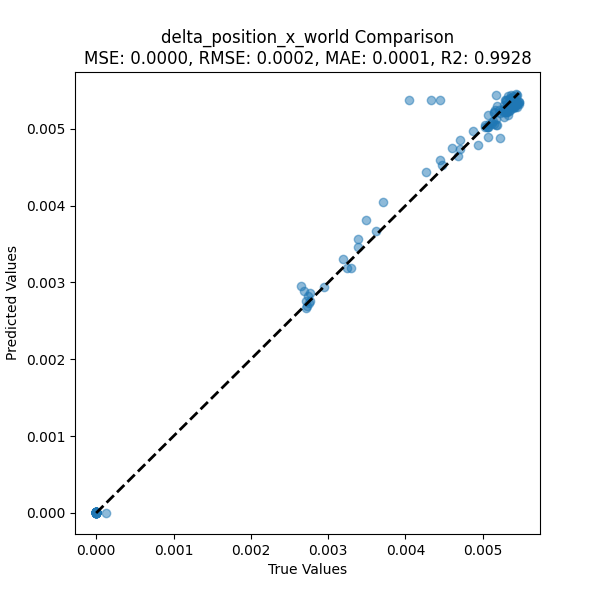 delta_position_x_world Comparison
MSE: 0.0000, RMSE: 0.0002, MAE: 0.0001, R2: 0.9928
Predicted Values
0.005
0.004
0.003
0.002
0.001
0.000
0.000 0.001 0.002 0.003 0.004 0.005
True Values